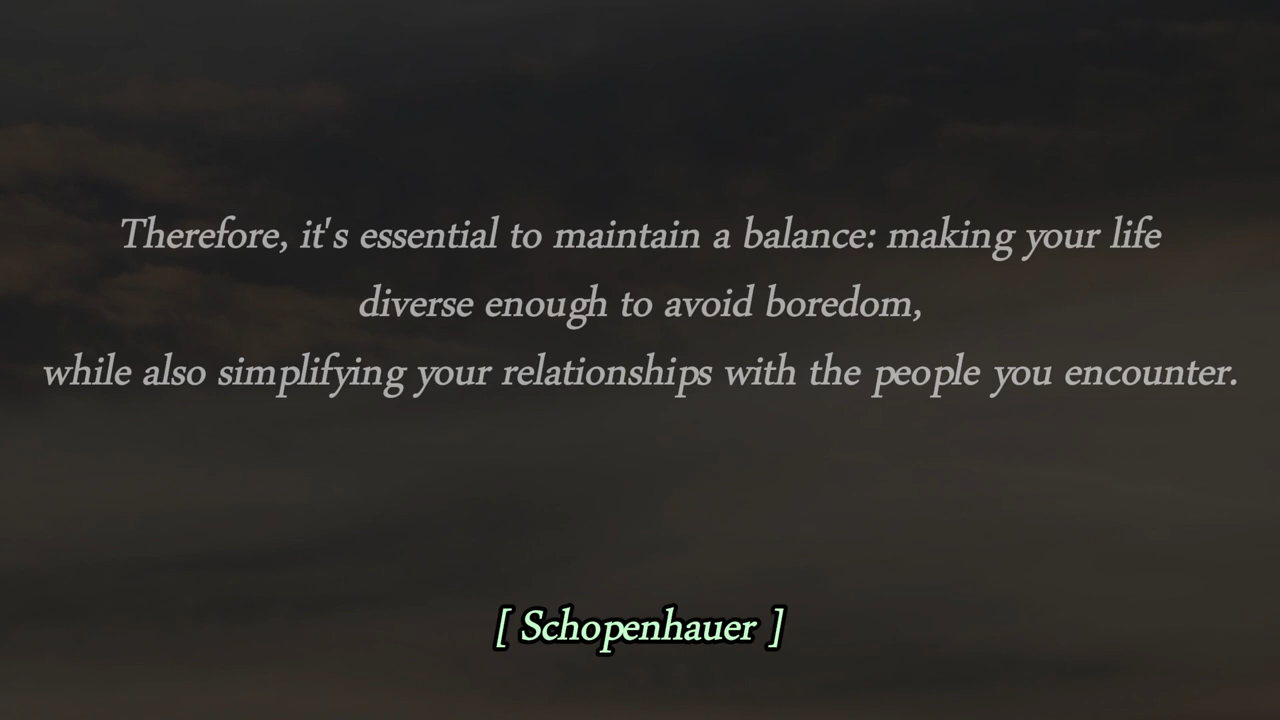 Therefore, it's essential to maintain a balance: making your life
diverse enough to avoid boredom,
while also simplifying your relationships with the people you encounter.
[ Schopenhauer ]